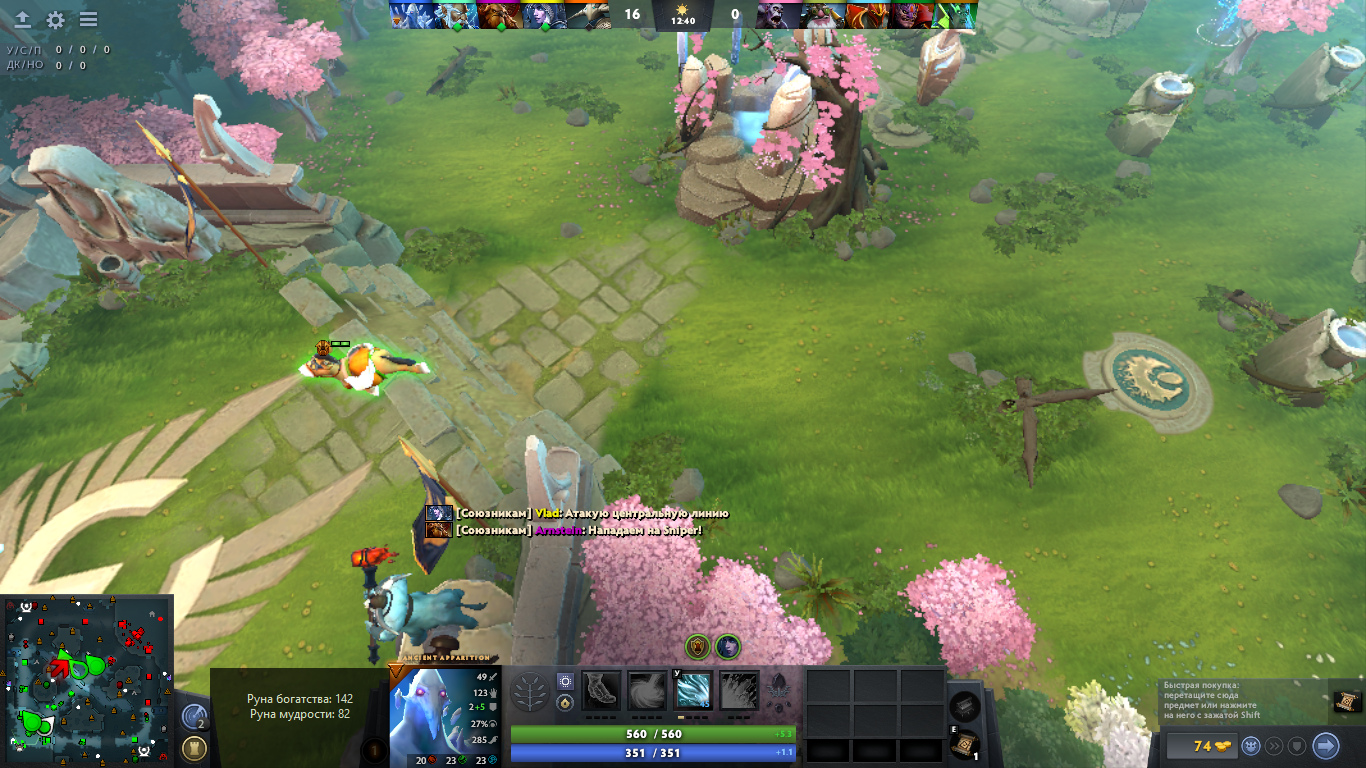 16 12:40 0
У/С/П 0 / 0 / 0
ДК/НО 0 / 0
[Союзникам] Vlad: Атакую центральную линию
[Союзникам] Arnstein: Нападаем на Sniper!
ANCIENT APPARITION
Руна богатства: 142
Руна мудрости: 82
2
1
49
123
2+5
27%
285
20 23 23
Y
560 / 560 +5.3
351 / 351 +1.1
E
1
Быстрая покупка:
перетащите сюда
предмет или нажмите
на него с зажатой Shift
74